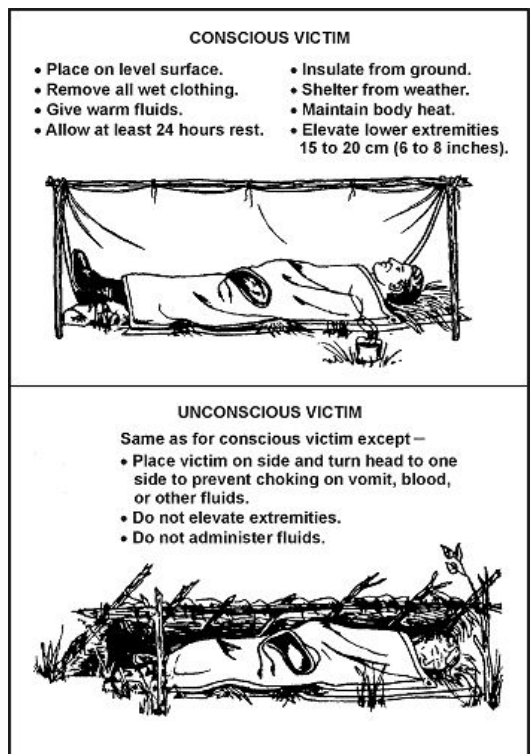 CONSCIOUS VICTIM
• Place on level surface.
• Remove all wet clothing.
• Give warm fluids.
• Allow at least 24 hours rest.
• Insulate from ground.
• Shelter from weather.
• Maintain body heat.
• Elevate lower extremities
15 to 20 cm (6 to 8 inches).
UNCONSCIOUS VICTIM
Same as for conscious victim except —
• Place victim on side and turn head to one
side to prevent choking on vomit, blood,
or other fluids.
• Do not elevate extremities.
• Do not administer fluids.